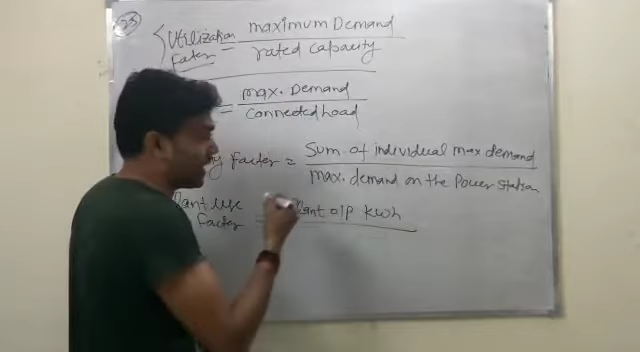 25
Utilization Factor = maximum Demand
rated capacity
= max. Demand
Connected Load
Factor = Sum of individual max demand
max. demand on the Power Station
Plant use
Factor
Plant o/p kwh